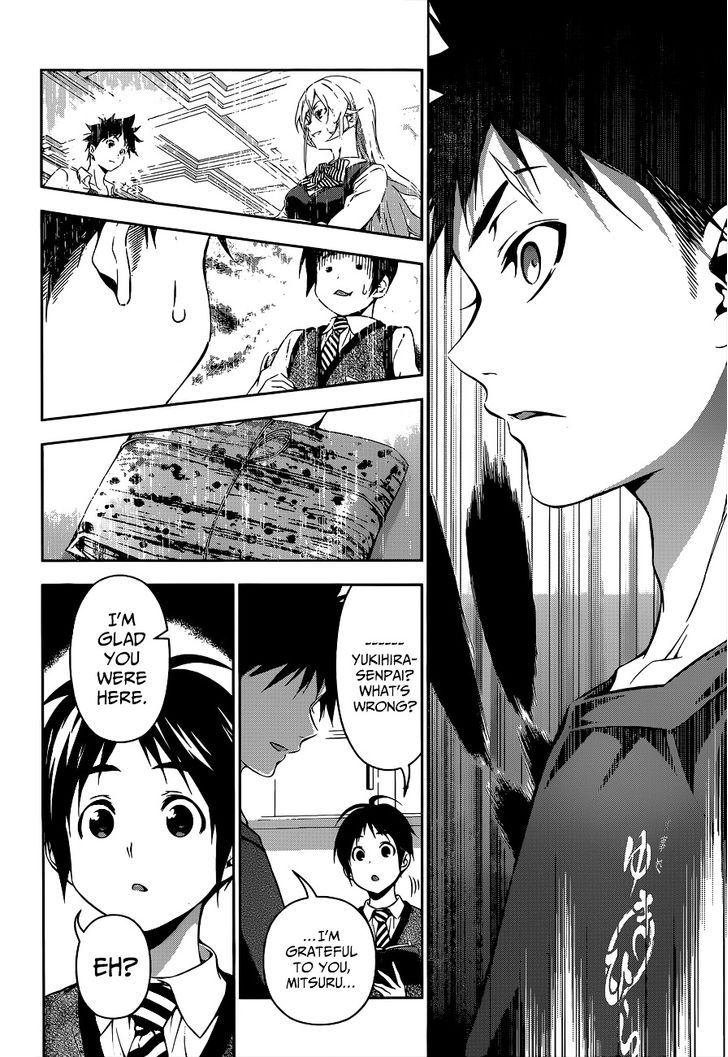 ------
YUKIHIRA-
SENPAI?
WHAT'S
WRONG?
...I'M
GRATEFUL
TO YOU,
MITSURU...
I'M
GLAD
YOU
WERE
HERE.
EH?
ゆきひら